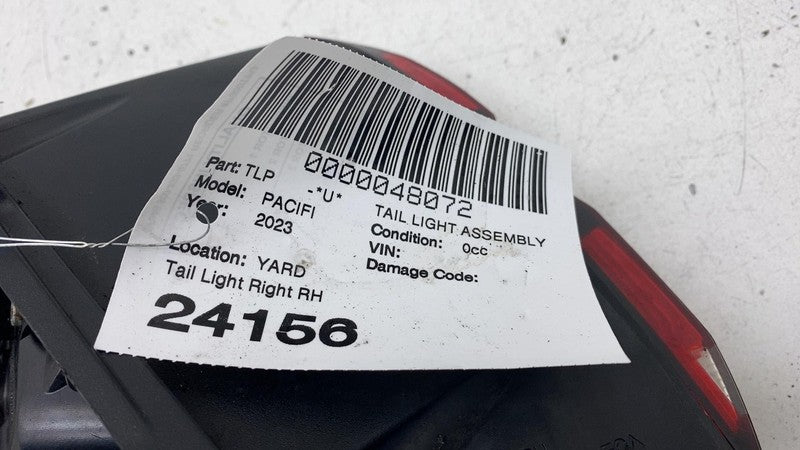 0000048072
Part: TLP -*U* TAIL LIGHT ASSEMBLY
Model: PACIFI Condition: 0cc
Year: 2023 VIN:
Damage Code:
Location: YARD
Tail Light Right RH
24156